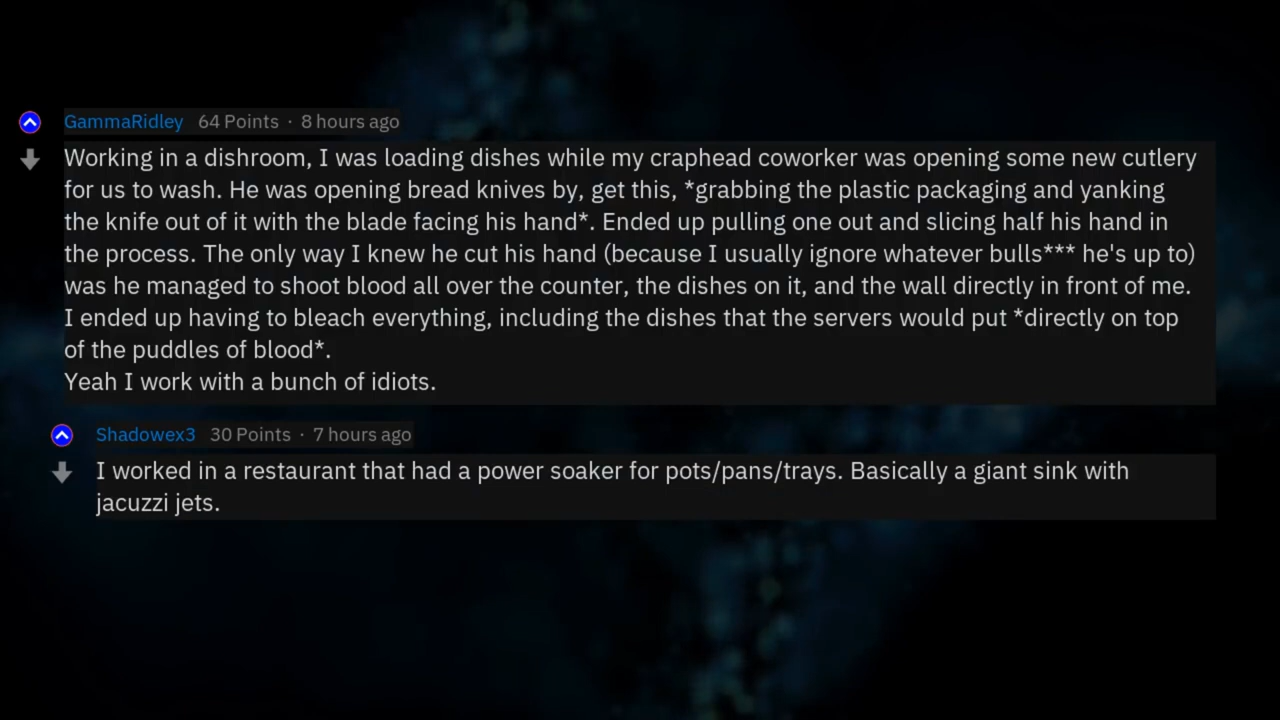 GammaRidley 64 Points · 8 hours ago
Working in a dishroom, I was loading dishes while my craphead coworker was opening some new cutlery
for us to wash. He was opening bread knives by, get this, *grabbing the plastic packaging and yanking
the knife out of it with the blade facing his hand*. Ended up pulling one out and slicing half his hand in
the process. The only way I knew he cut his hand (because I usually ignore whatever bulls*** he's up to)
was he managed to shoot blood all over the counter, the dishes on it, and the wall directly in front of me.
I ended up having to bleach everything, including the dishes that the servers would put *directly on top
of the puddles of blood*.
Yeah I work with a bunch of idiots.
Shadowex3 30 Points · 7 hours ago
I worked in a restaurant that had a power soaker for pots/pans/trays. Basically a giant sink with
jacuzzi jets.